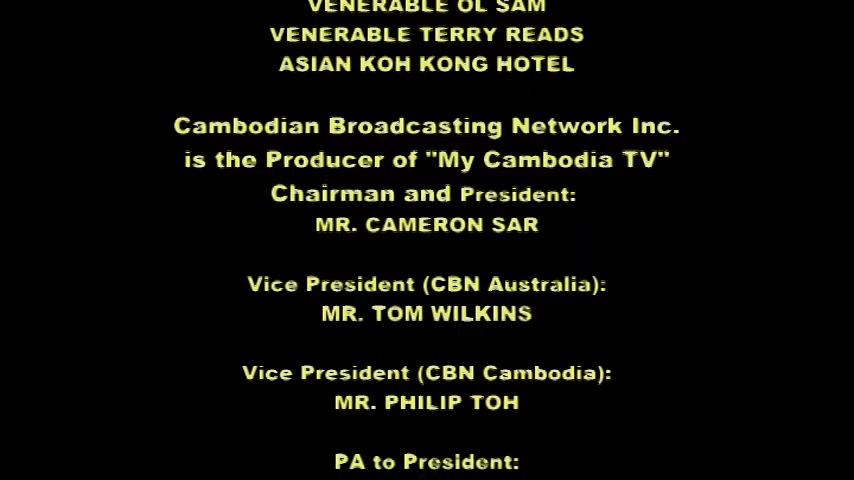 VENERABLE OL SAM
VENERABLE TERRY READS
ASIAN KOH KONG HOTEL
Cambodian Broadcasting Network Inc.
is the Producer of "My Cambodia TV"
Chairman and President:
MR. CAMERON SAR
Vice President (CBN Australia):
MR. TOM WILKINS
Vice President (CBN Cambodia):
MR. PHILIP TOH
PA to President: